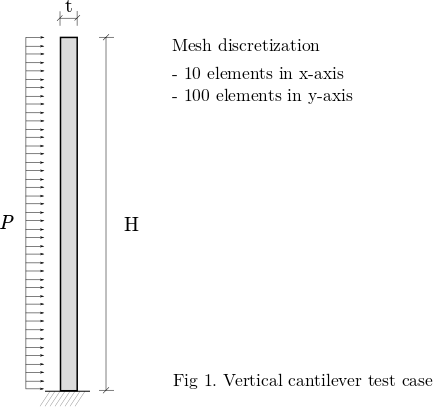 t
Mesh discretization
- 10 elements in x-axis
- 100 elements in y-axis
P
H
Fig 1. Vertical cantilever test case